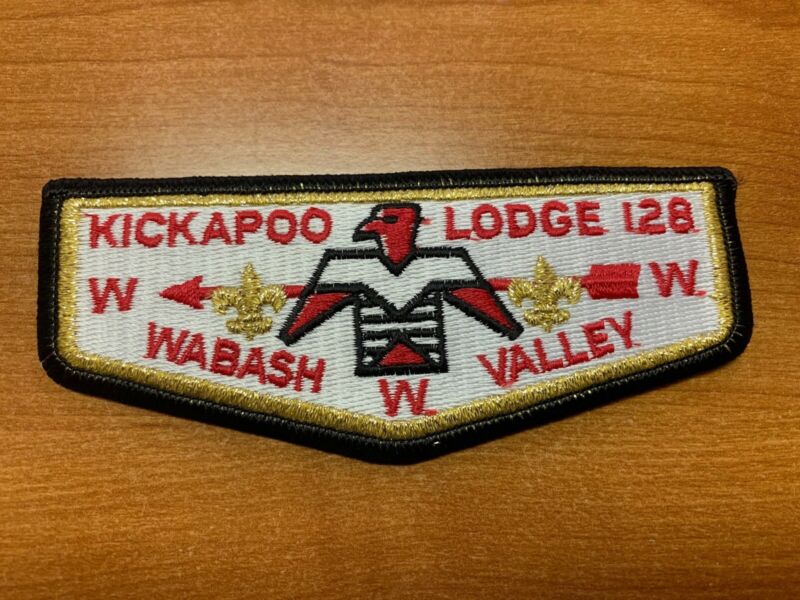 KICKAPOO LODGE 128
W W.
WABASH VALLEY
W.